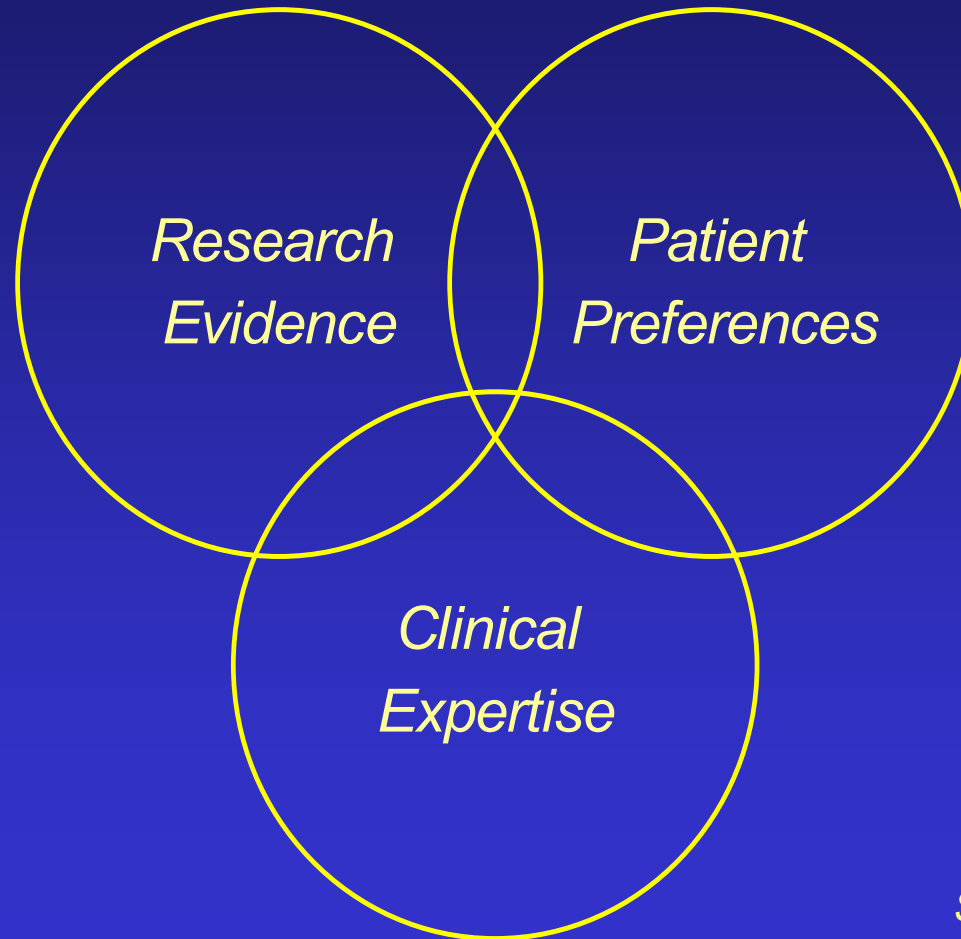 Research
Evidence
Patient
Preferences
Clinical
Expertise